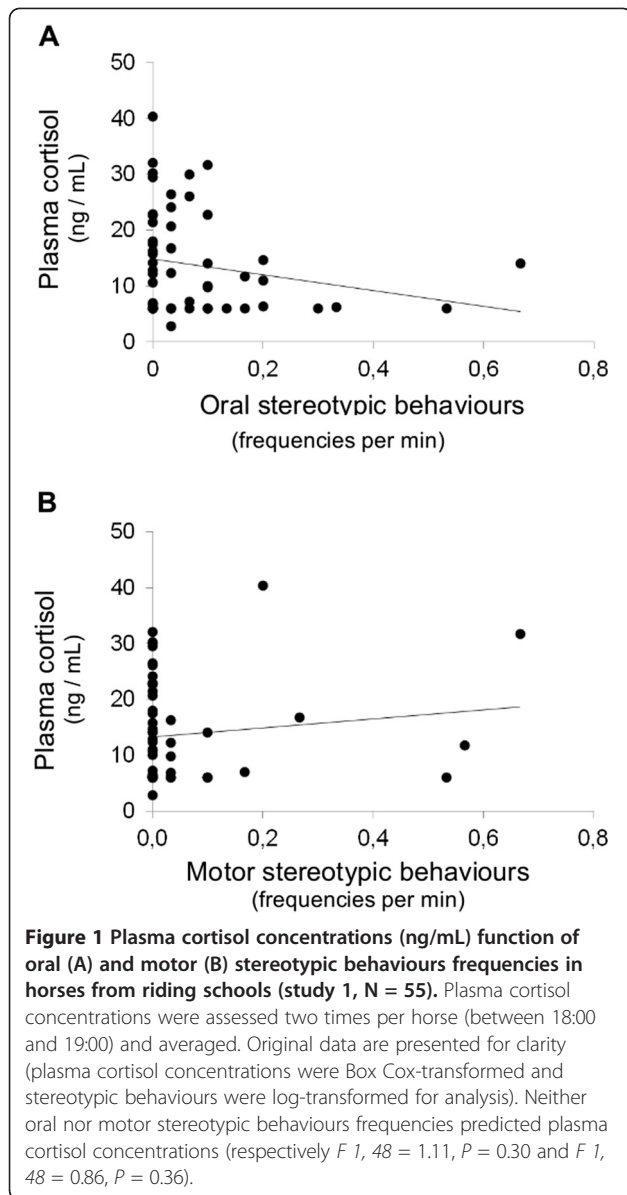 A
50
40
30
20
10
0
Plasma cortisol
(ng / mL)
0 0,2 0,4 0,6 0,8
Oral stereotypic behaviours
(frequencies per min)
B
50
40
30
20
10
0
Plasma cortisol
(ng / mL)
0,0 0,2 0,4 0,6 0,8
Motor stereotypic behaviours
(frequencies per min)
Figure 1 Plasma cortisol concentrations (ng/mL) function of
oral (A) and motor (B) stereotypic behaviours frequencies in
horses from riding schools (study 1, N = 55). Plasma cortisol
concentrations were assessed two times per horse (between 18:00
and 19:00) and averaged. Original data are presented for clarity
(plasma cortisol concentrations were Box Cox-transformed and
stereotypic behaviours were log-transformed for analysis). Neither
oral nor motor stereotypic behaviours frequencies predicted plasma
cortisol concentrations (respectively F 1, 48 = 1.11, P = 0.30 and F 1,
48 = 0.86, P = 0.36).